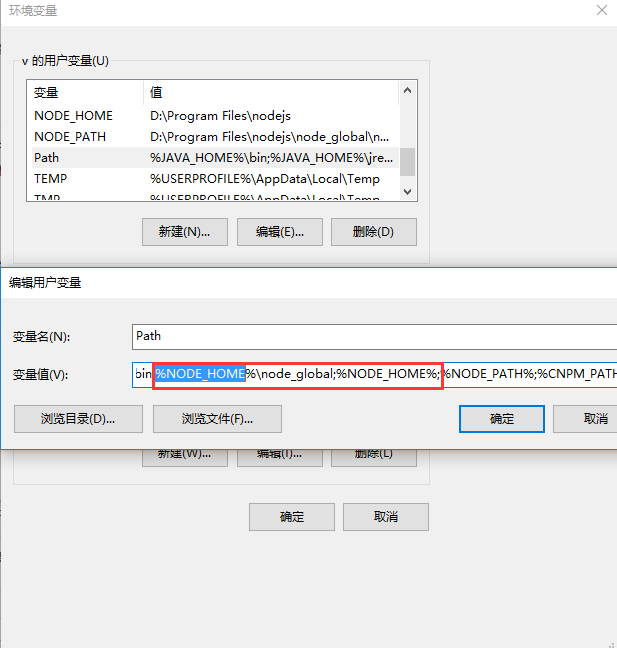 环境变量
v 的用户变量(U)
变量 值
NODE_HOME D:\Program Files\nodejs
NODE_PATH D:\Program Files\nodejs\node_global\n...
Path %JAVA_HOME%\bin;%JAVA_HOME%\jre...
TEMP %USERPROFILE%\AppData\Local\Temp
TMP %USERPROFILE%\AppData\Local\Temp
新建(N)... 编辑(E)... 删除(D)
编辑用户变量
变量名(N): Path
变量值(V): bin;%NODE_HOME%\node_global;%NODE_HOME%;%NODE_PATH%;%CNPM_PATH
浏览目录(D)... 浏览文件(F)... 确定 取消
新建(W)... 编辑(I)... 删除(L)
确定 取消